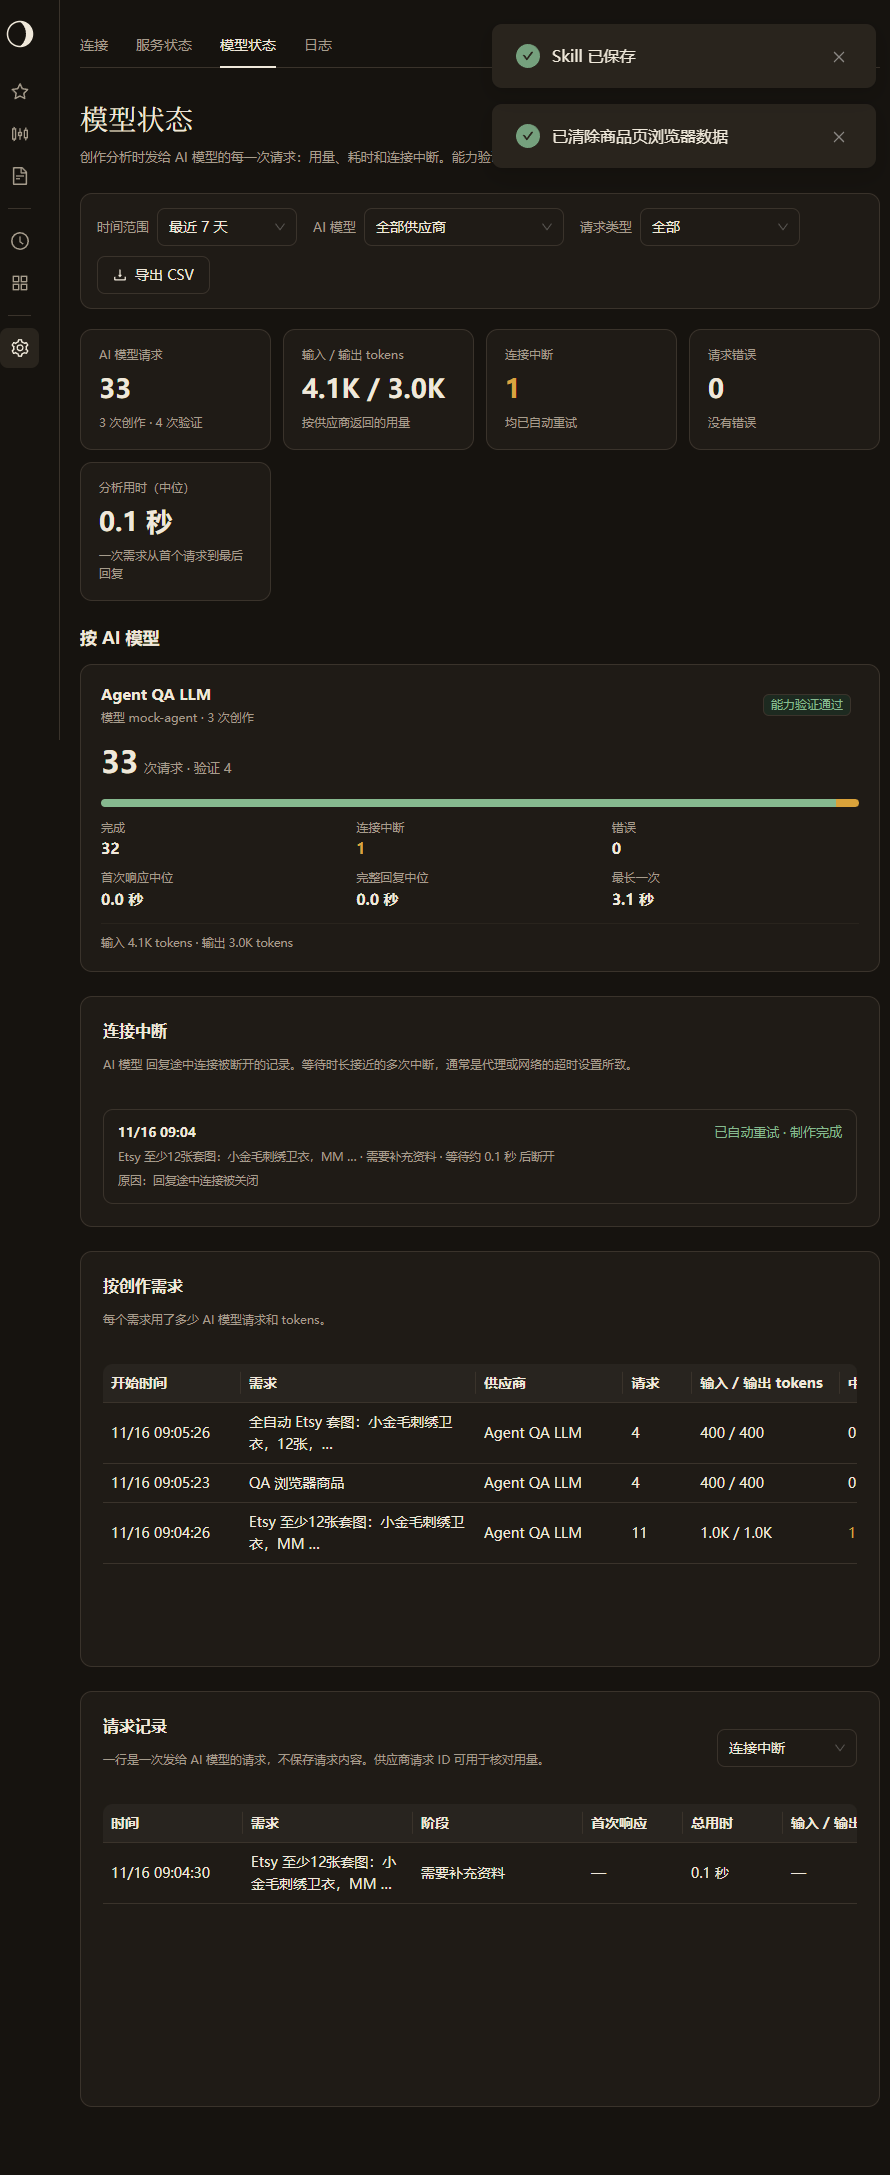 连接 服务状态 模型状态 日志
Skill 已保存
已清除商品页浏览器数据
模型状态
创作分析时发给 AI 模型的每一次请求：用量、耗时和连接中断。能力验
时间范围 最近 7 天 AI 模型 全部供应商 请求类型 全部
导出 CSV
AI 模型请求
33
3 次创作 · 4 次验证
输入 / 输出 tokens
4.1K / 3.0K
按供应商返回的用量
连接中断
1
均已自动重试
请求错误
0
没有错误
分析用时（中位）
0.1 秒
一次需求从首个请求到最后
回复
按 AI 模型
Agent QA LLM
模型 mock-agent · 3 次创作
能力验证通过
33 次请求 · 验证 4
完成 连接中断 错误
32 1 0
首次响应中位 完整回复中位 最长一次
0.0 秒 0.0 秒 3.1 秒
输入 4.1K tokens · 输出 3.0K tokens
连接中断
AI 模型 回复途中连接被断开的记录。等待时长接近的多次中断，通常是代理或网络的超时设置所致。
11/16 09:04 已自动重试 · 制作完成
Etsy 至少12张套图：小金毛刺绣卫衣，MM ... · 需要补充资料 · 等待约 0.1 秒 后断开
原因：回复途中连接被关闭
按创作需求
每个需求用了多少 AI 模型请求和 tokens。
开始时间 需求 供应商 请求 输入 / 输出 tokens 中
11/16 09:05:26 全自动 Etsy 套图：小金毛刺绣卫衣，12张，... Agent QA LLM 4 400 / 400 0
11/16 09:05:23 QA 浏览器商品 Agent QA LLM 4 400 / 400 0
11/16 09:04:26 Etsy 至少12张套图：小金毛刺绣卫衣，MM ... Agent QA LLM 11 1.0K / 1.0K 1
请求记录
一行是一次发给 AI 模型的请求，不保存请求内容。供应商请求 ID 可用于核对用量。
连接中断
时间 需求 阶段 首次响应 总用时 输入 / 输出
11/16 09:04:30 Etsy 至少12张套图：小金毛刺绣卫衣，MM ... 需要补充资料 — 0.1 秒 —